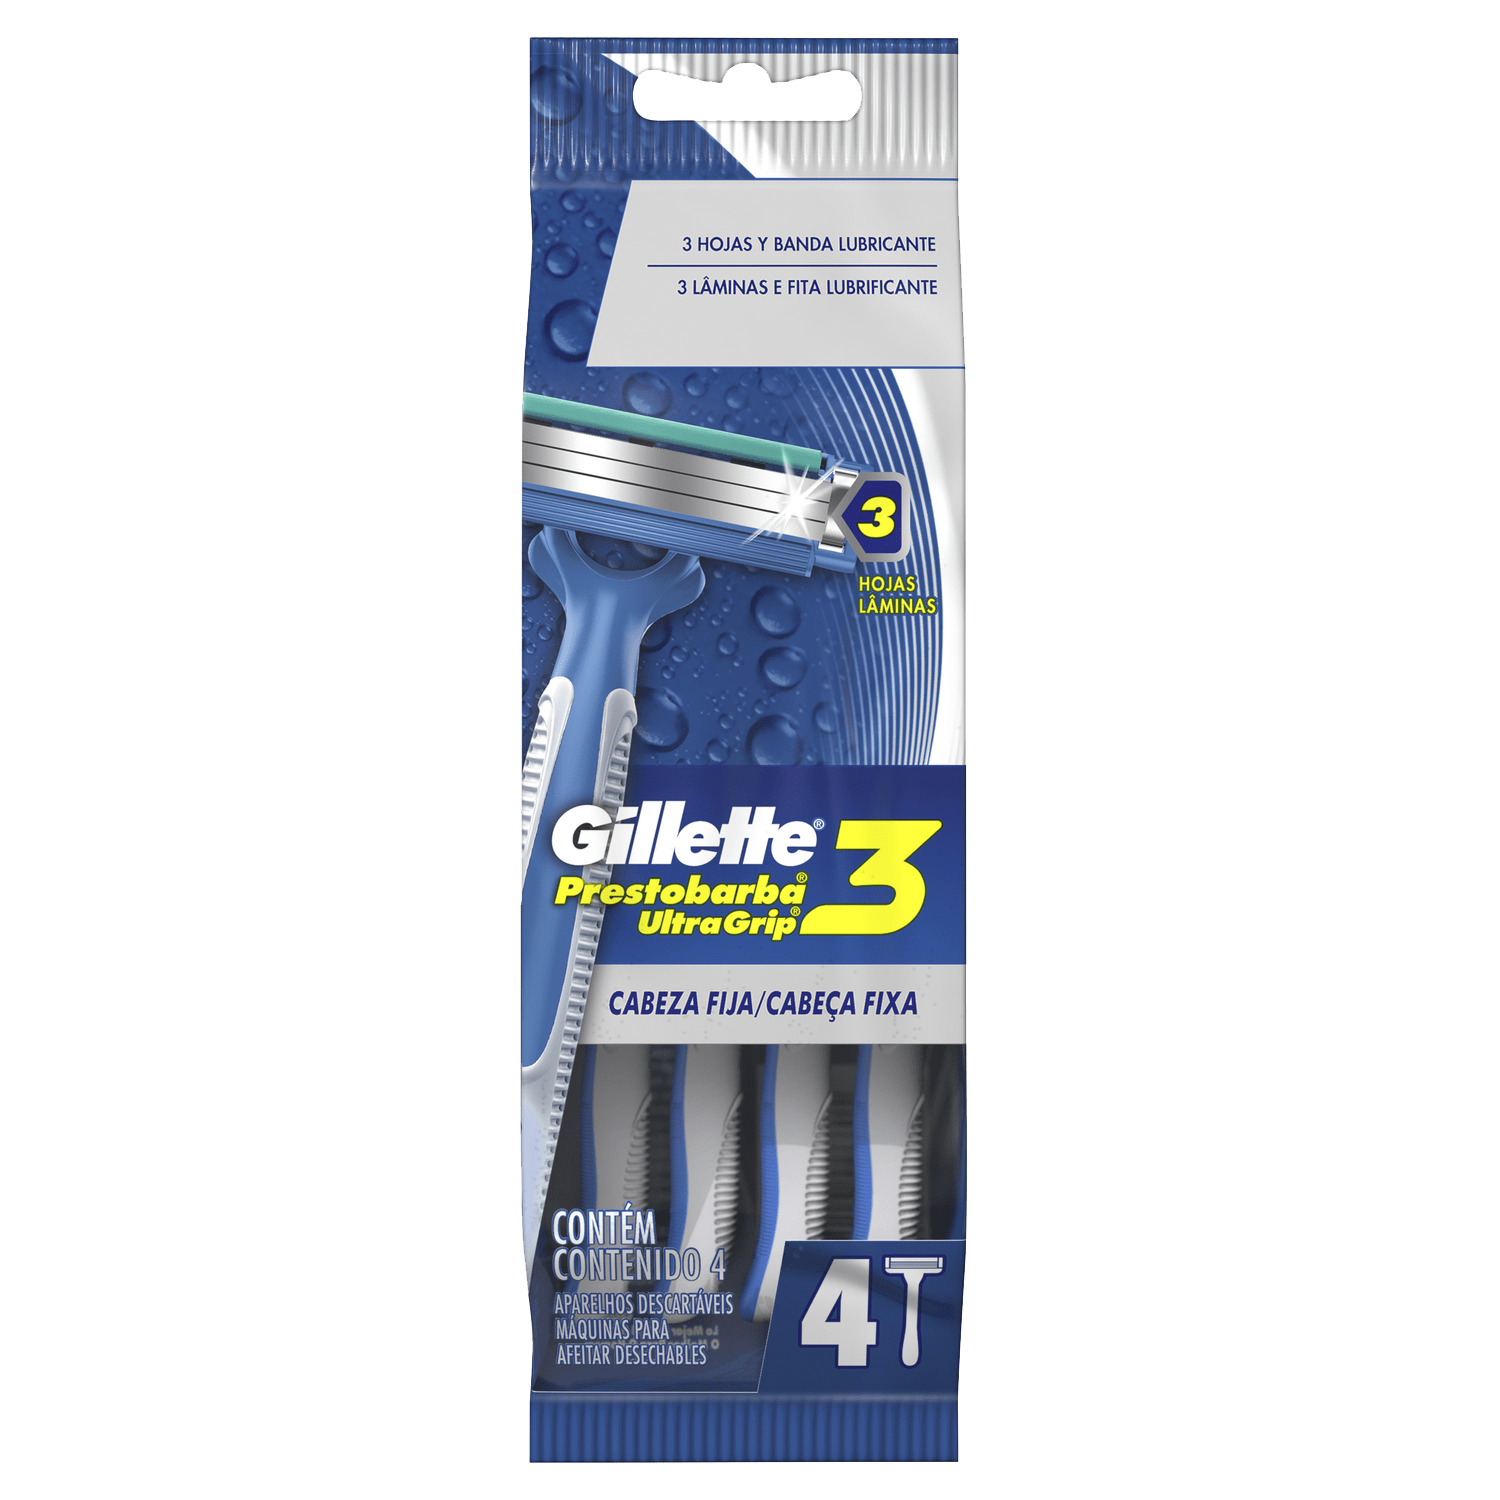 3 HOJAS Y BANDA LUBRICANTE
3 LÂMINAS E FITA LUBRIFICANTE
3
HOJAS
LÂMINAS
Gillette® 3
Prestobarba®
UltraGrip®
CABEZA FIJA/CABEÇA FIXA
CONTÉM
CONTENIDO 4
APARELHOS DESCARTÁVEIS
MÁQUINAS PARA
AFEITAR DESECHABLES
4